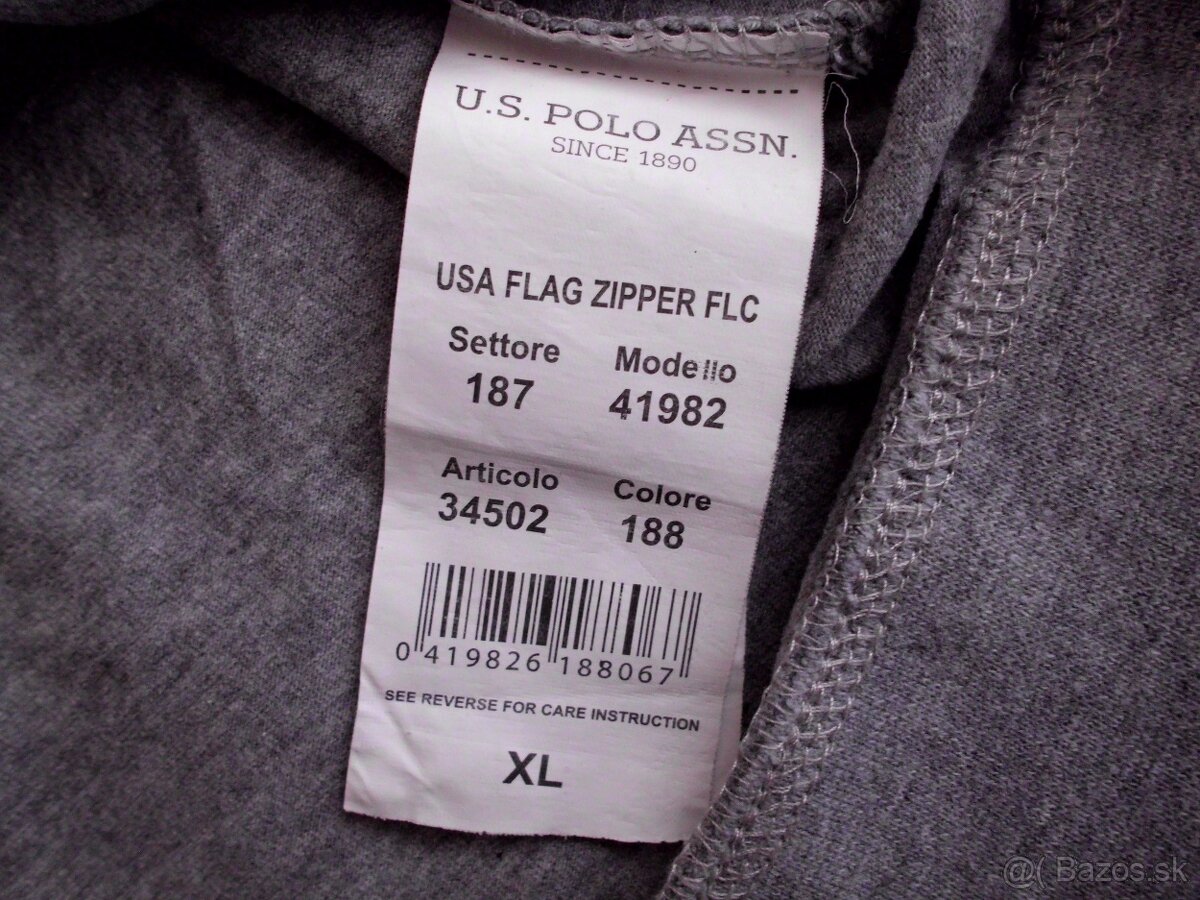 U.S. POLO ASSN.
SINCE 1890
USA FLAG ZIPPER FLC
Settore Modello
187 41982
Articolo Colore
34502 188
0 419826 188067
SEE REVERSE FOR CARE INSTRUCTION
XL
@( Bazos.sk